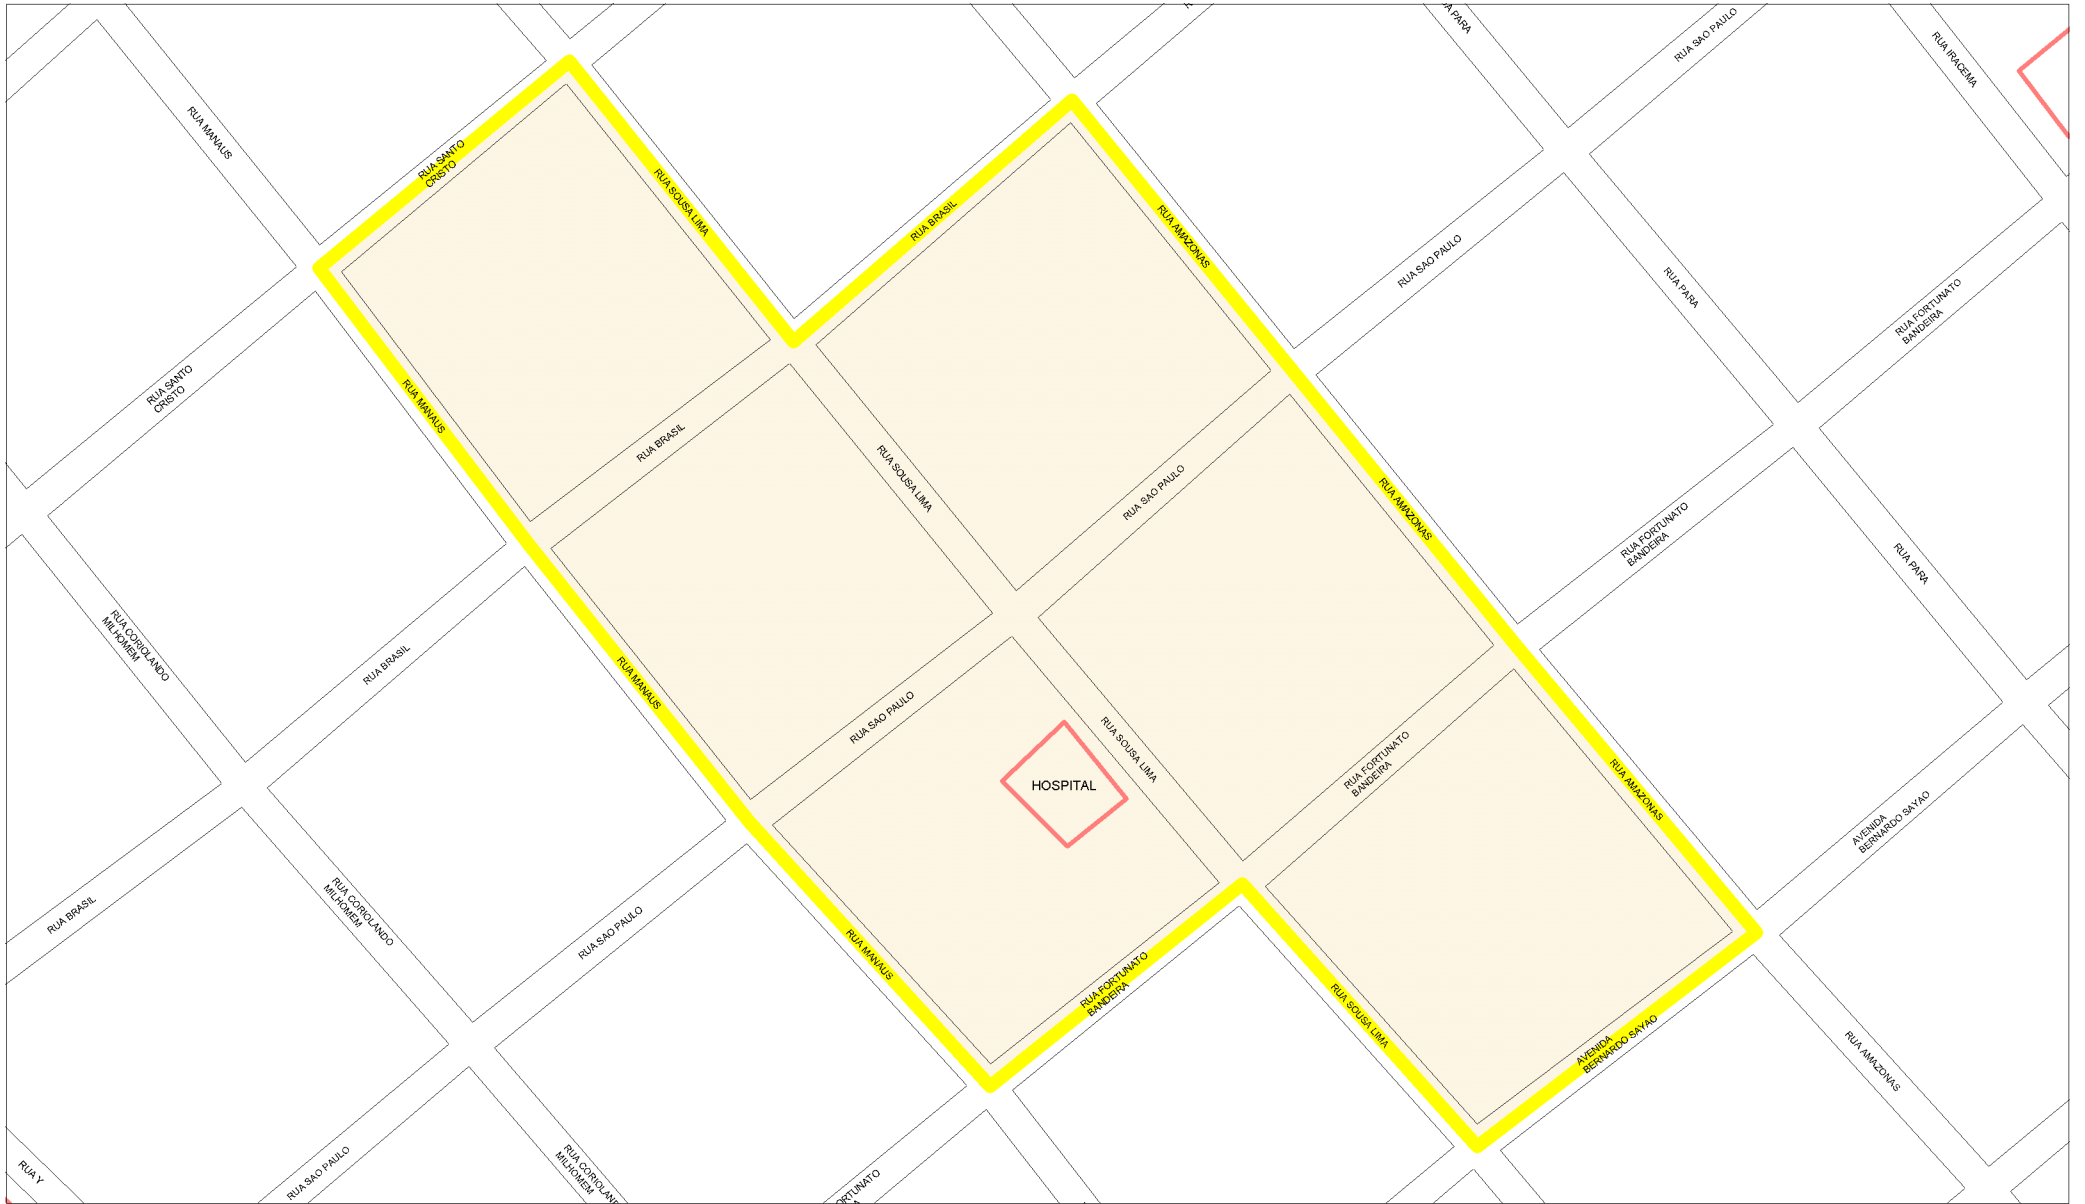 RUA SAO PAULO
RUA IRACEMA
RUA MANAUS
RUA SANTO
CRISTO
RUA SOUSA LIMA
RUA BRASIL
RUA AMAZONAS
RUA SAO PAULO
RUA PARA
RUA FORTUNATO
BANDEIRA
RUA SANTO
CRISTO
RUA MANAUS
RUA BRASIL
RUA SOUSA LIMA
RUA SAO PAULO
RUA AMAZONAS
RUA FORTUNATO
BANDEIRA
RUA PARA
RUA CORIOLANDO
MILHOMEM
RUA BRASIL
RUA MANAUS
RUA SAO PAULO
RUA SOUSA LIMA
HOSPITAL
RUA FORTUNATO
BANDEIRA
RUA AMAZONAS
AVENIDA
BERNARDO SAYAO
RUA BRASIL
RUA CORIOLANDO
MILHOMEM
RUA SAO PAULO
RUA MANAUS
RUA FORTUNATO
BANDEIRA
RUA SOUSA LIMA
AVENIDA
BERNARDO SAYAO
RUA AMAZONAS
RUA Y
RUA SAO PAULO
MILHOMEM